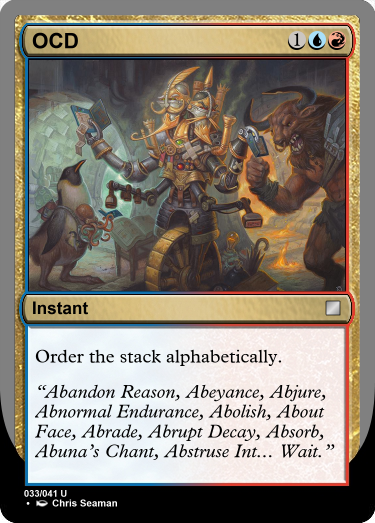 OCD 1
Instant
Order the stack alphabetically.
“Abandon Reason, Abeyance, Abjure,
Abnormal Endurance, Abolish, About
Face, Abrade, Abrupt Decay, Absorb,
Abuna's Chant, Abstruse Int… Wait.”
033/041 U
• Chris Seaman